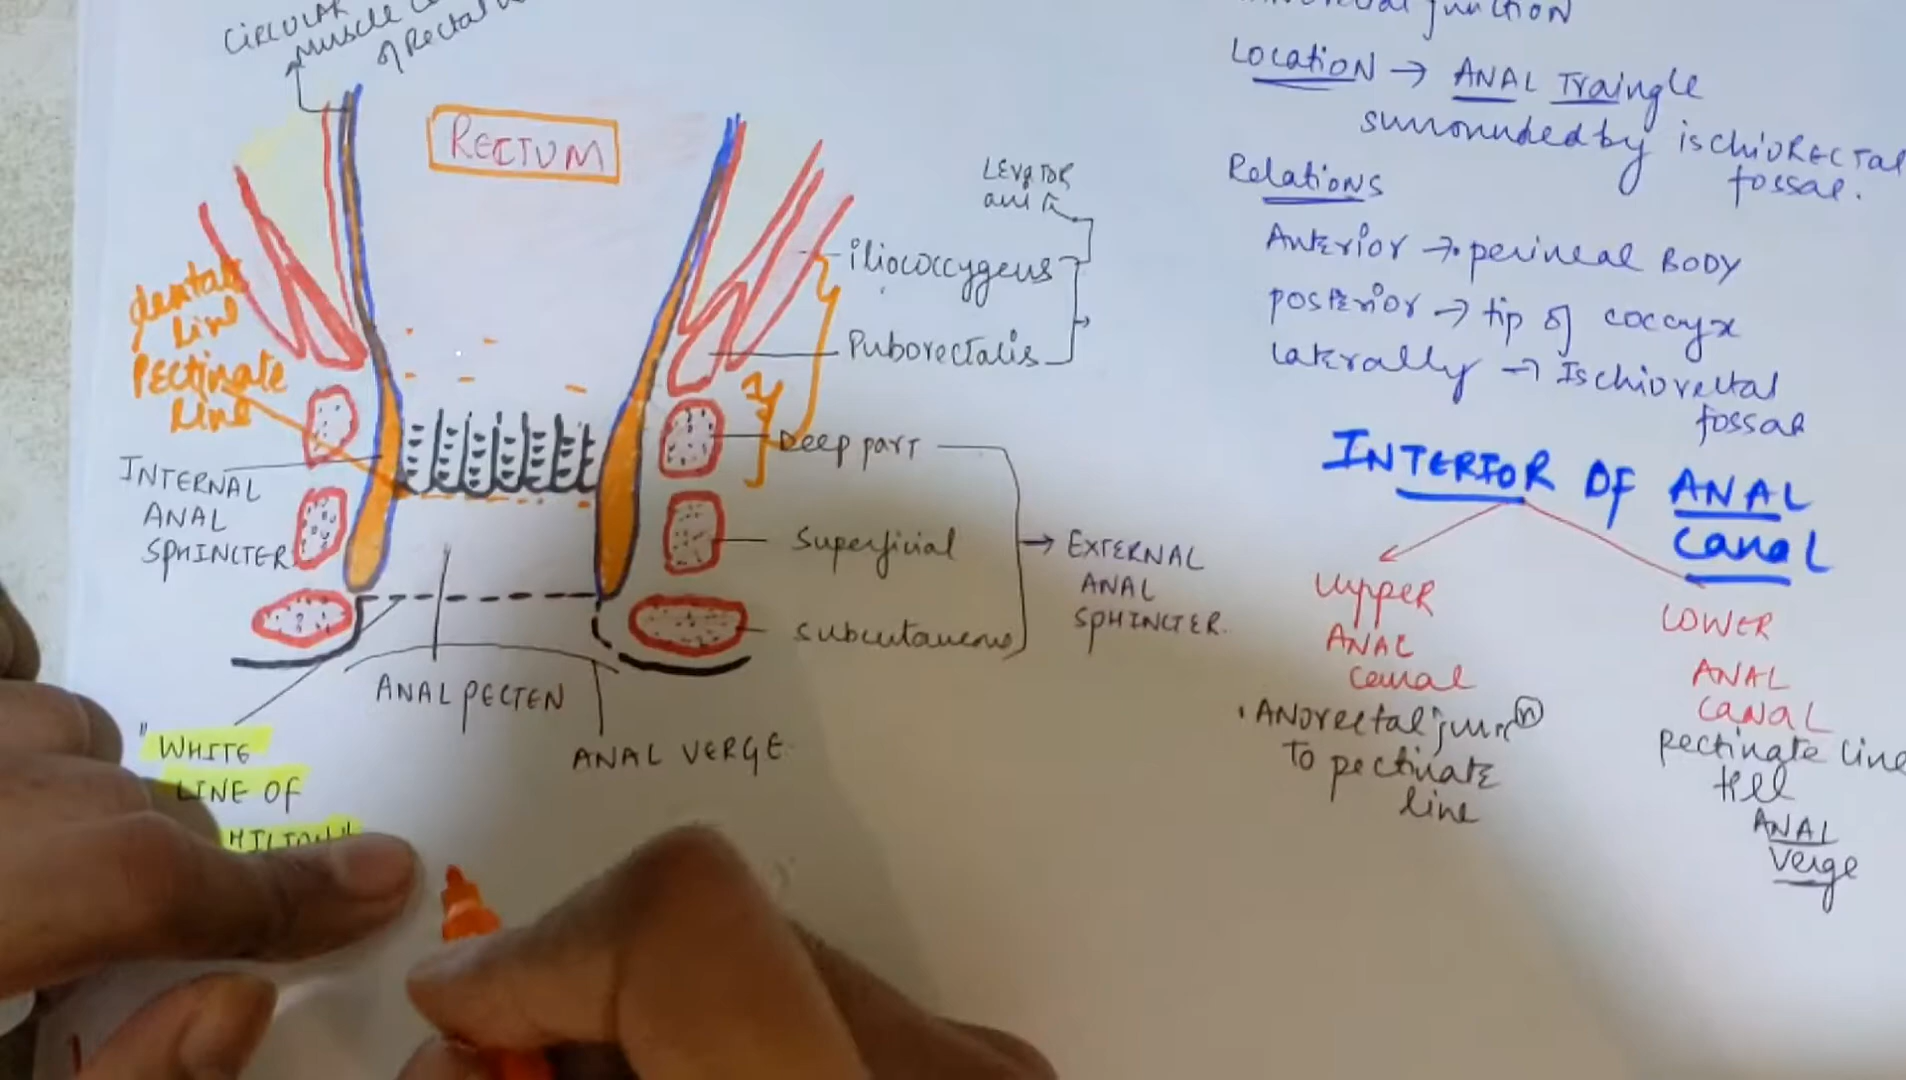 CIRCULAR
Muscle
of Rectal
RECTUM
dentate
line
Pectinate
Line
INTERNAL
ANAL
SPHINCTER
"WHITE
LINE OF
HILTON"
ANAL PECTEN
ANAL VERGE
LEVATOR
ani
iliococcygeus
Puborectalis
Deep part
Superficial
Subcutaneous
EXTERNAL
ANAL
SPHINCTER.
junction
Location → ANAL Traingle
surrounded by ischiorectal
fossae.
Relations
Anterior → perineal BODY
posterior → tip of coccyx
laterally → Ischiorectal
fossae
INTERIOR OF ANAL
canal
Upper
ANAL
canal
ANorectal junc(n)
To pectinate
line
LOWER
ANAL
CANAL
Pectinate line
till
ANAL
Verge